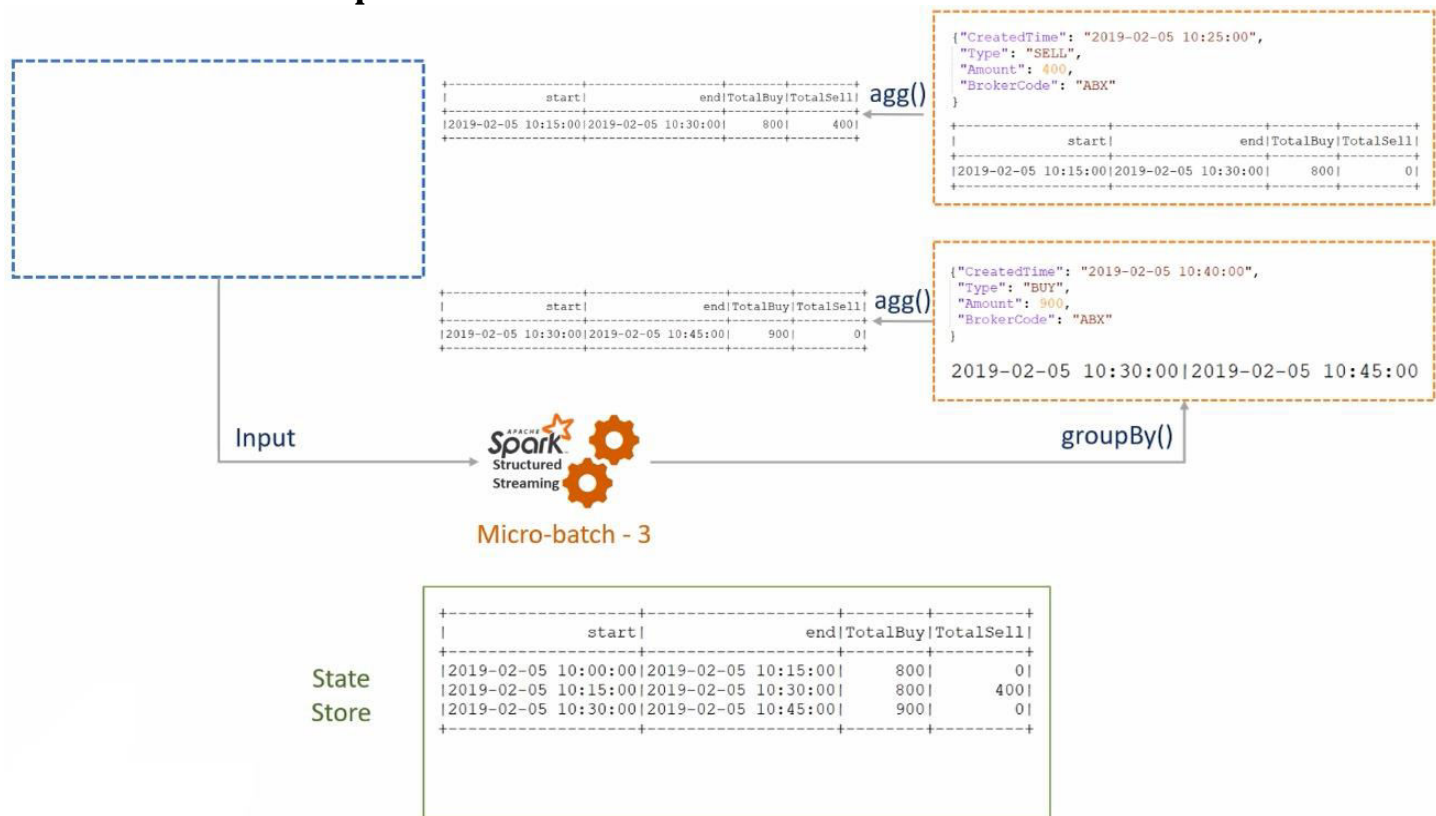 {"CreatedTime": "2019-02-05 10:25:00",
"Type": "SELL",
"Amount": 400,
"BrokerCode": "ABX"
}
+-------------------+-------------------+--------+---------+
| start| end|TotalBuy|TotalSell|
+-------------------+-------------------+--------+---------+
|2019-02-05 10:15:00|2019-02-05 10:30:00| 800| 0|
+-------------------+-------------------+--------+---------+
agg()
+-------------------+-------------------+--------+---------+
| start| end|TotalBuy|TotalSell|
+-------------------+-------------------+--------+---------+
|2019-02-05 10:15:00|2019-02-05 10:30:00| 800| 400|
+-------------------+-------------------+--------+---------+
{"CreatedTime": "2019-02-05 10:40:00",
"Type": "BUY",
"Amount": 900,
"BrokerCode": "ABX"
}
2019-02-05 10:30:00|2019-02-05 10:45:00
agg()
+-------------------+-------------------+--------+---------+
| start| end|TotalBuy|TotalSell|
+-------------------+-------------------+--------+---------+
|2019-02-05 10:30:00|2019-02-05 10:45:00| 900| 0|
+-------------------+-------------------+--------+---------+
Input
APACHE
Spark
Structured
Streaming
groupBy()
Micro-batch - 3
State
Store
+-------------------+-------------------+--------+---------+
| start| end|TotalBuy|TotalSell|
+-------------------+-------------------+--------+---------+
|2019-02-05 10:00:00|2019-02-05 10:15:00| 800| 0|
|2019-02-05 10:15:00|2019-02-05 10:30:00| 800| 400|
|2019-02-05 10:30:00|2019-02-05 10:45:00| 900| 0|
+-------------------+-------------------+--------+---------+